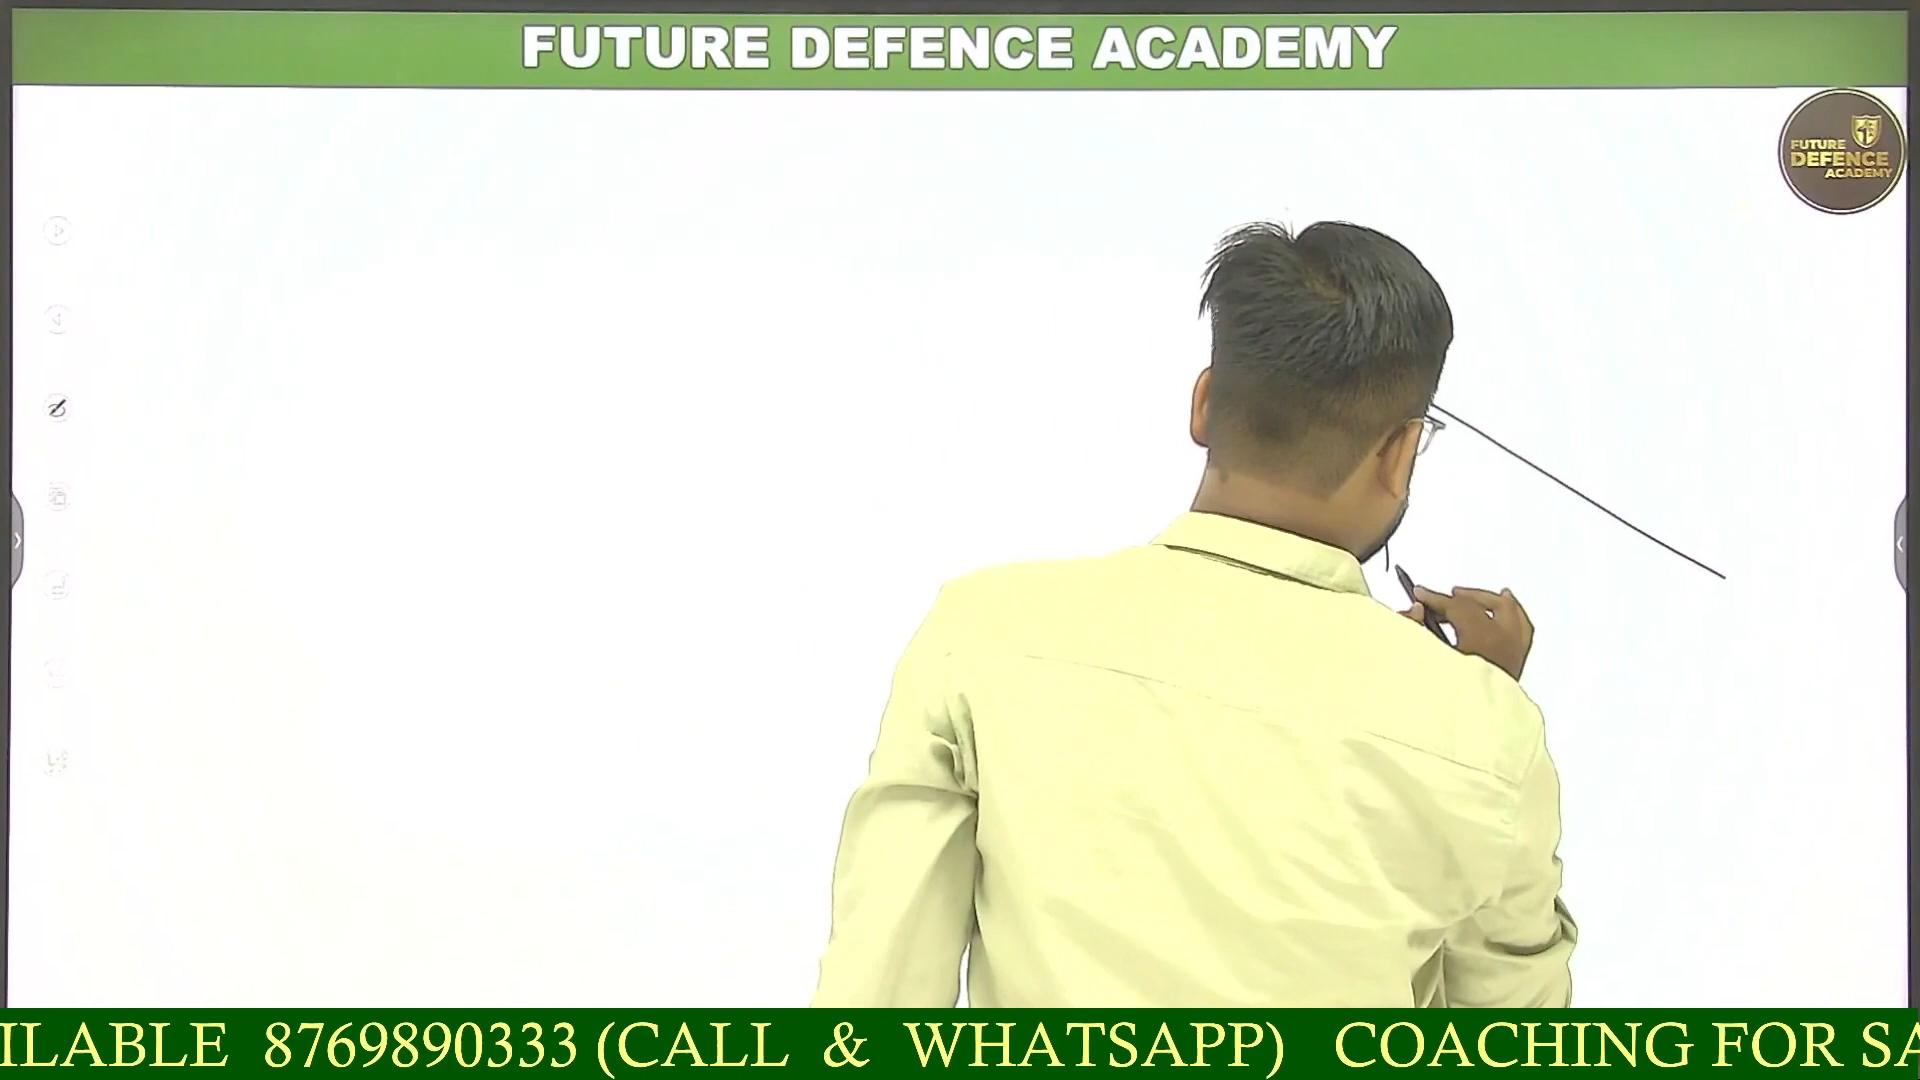 FUTURE DEFENCE ACADEMY
FUTURE
DEFENCE
ACADEMY
ILABLE 8769890333 (CALL & WHATSAPP) COACHING FOR SA